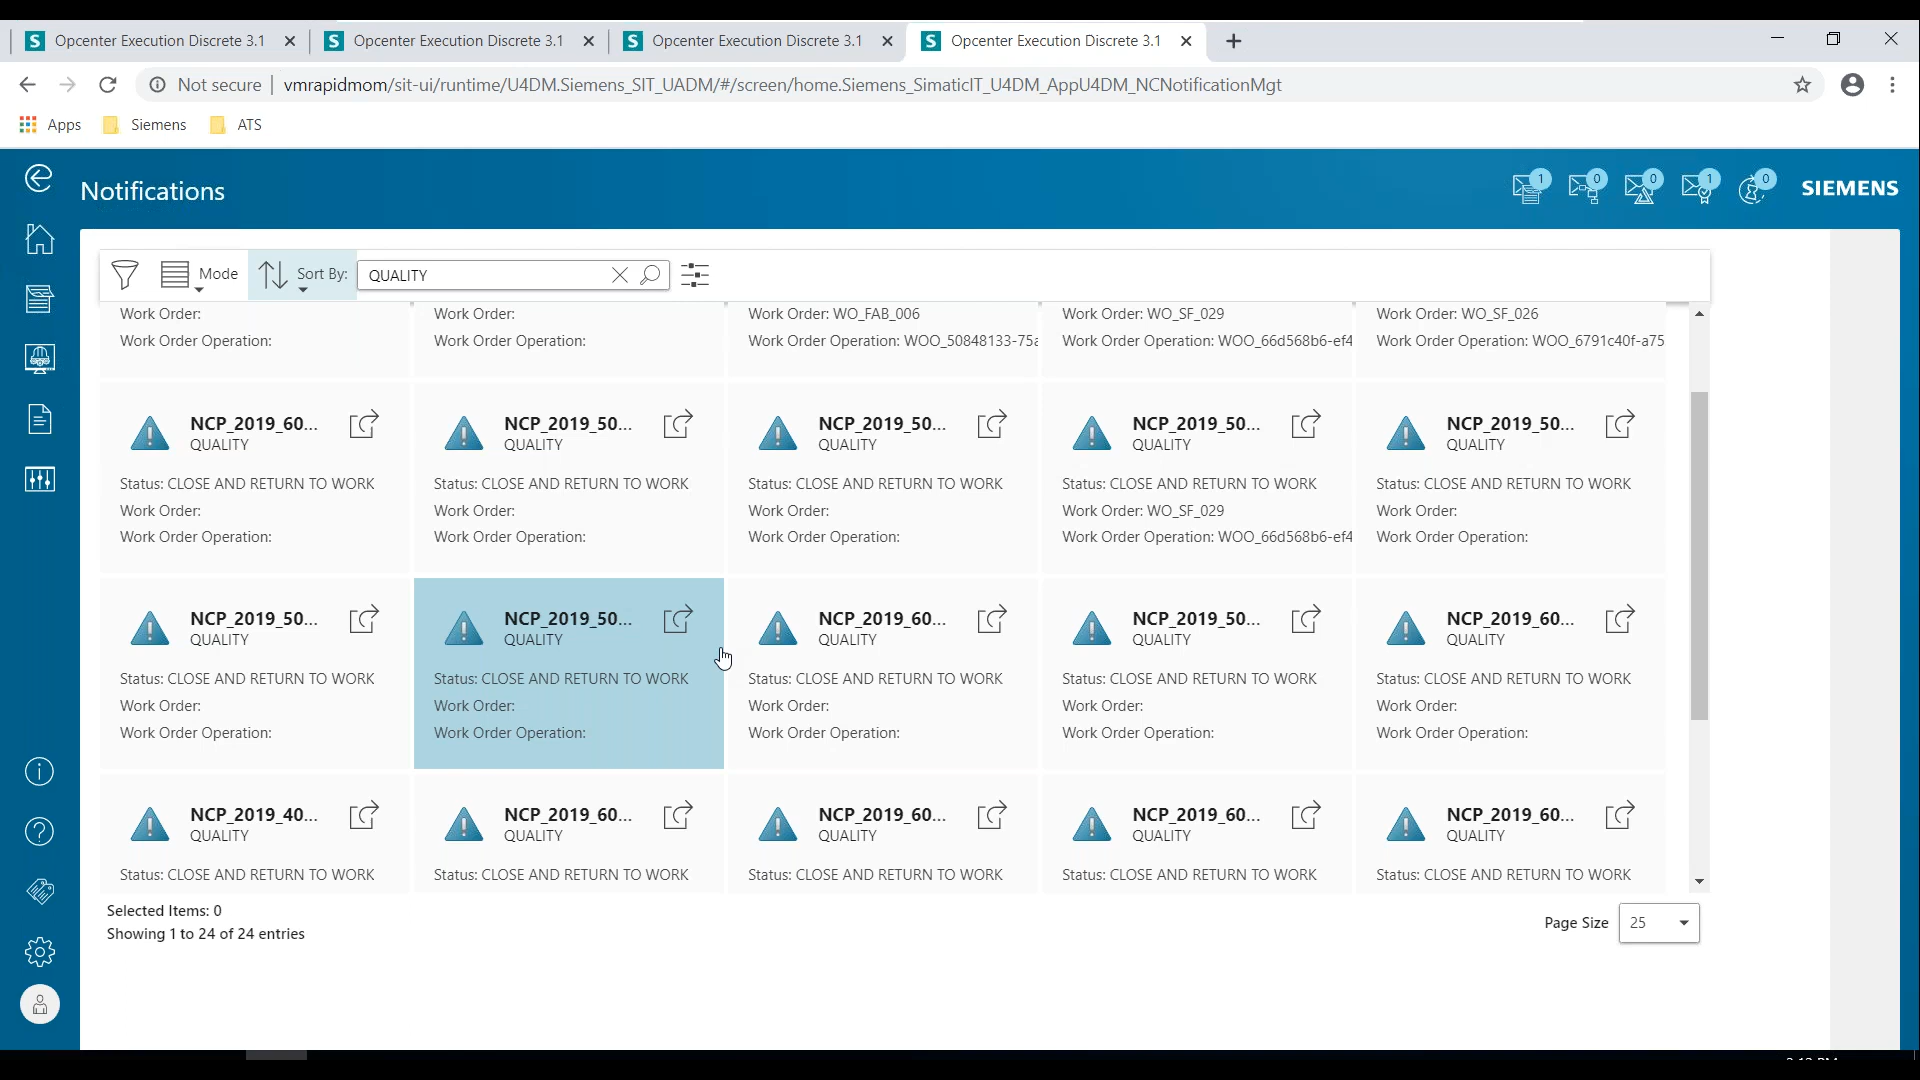 Opcenter Execution Discrete 3.1
Opcenter Execution Discrete 3.1
Opcenter Execution Discrete 3.1
Opcenter Execution Discrete 3.1
Not secure | vmrapidmom/sit-ui/runtime/U4DM.Siemens_SIT_UADM/#/screen/home.Siemens_SimaticIT_U4DM_AppU4DM_NCNotificationMgt
Apps Siemens ATS
Notifications
1 0 0 1 0
SIEMENS
Mode Sort By: QUALITY
Work Order: Work Order: Work Order: WO_FAB_006 Work Order: WO_SF_029 Work Order: WO_SF_026
Work Order Operation: Work Order Operation: Work Order Operation: WOO_50848133-75a Work Order Operation: WOO_66d568b6-ef4 Work Order Operation: WOO_6791c40f-a75
NCP_2019_60... NCP_2019_50... NCP_2019_50... NCP_2019_50... NCP_2019_50...
QUALITY QUALITY QUALITY QUALITY QUALITY
Status: CLOSE AND RETURN TO WORK Status: CLOSE AND RETURN TO WORK Status: CLOSE AND RETURN TO WORK Status: CLOSE AND RETURN TO WORK Status: CLOSE AND RETURN TO WORK
Work Order: Work Order: Work Order: Work Order: WO_SF_029 Work Order:
Work Order Operation: Work Order Operation: Work Order Operation: Work Order Operation: WOO_66d568b6-ef4 Work Order Operation:
NCP_2019_50... NCP_2019_50... NCP_2019_60... NCP_2019_50... NCP_2019_60...
QUALITY QUALITY QUALITY QUALITY QUALITY
Status: CLOSE AND RETURN TO WORK Status: CLOSE AND RETURN TO WORK Status: CLOSE AND RETURN TO WORK Status: CLOSE AND RETURN TO WORK Status: CLOSE AND RETURN TO WORK
Work Order: Work Order: Work Order: Work Order: Work Order:
Work Order Operation: Work Order Operation: Work Order Operation: Work Order Operation: Work Order Operation:
NCP_2019_40... NCP_2019_60... NCP_2019_60... NCP_2019_60... NCP_2019_60...
QUALITY QUALITY QUALITY QUALITY QUALITY
Status: CLOSE AND RETURN TO WORK Status: CLOSE AND RETURN TO WORK Status: CLOSE AND RETURN TO WORK Status: CLOSE AND RETURN TO WORK Status: CLOSE AND RETURN TO WORK
Selected Items: 0
Showing 1 to 24 of 24 entries
Page Size 25